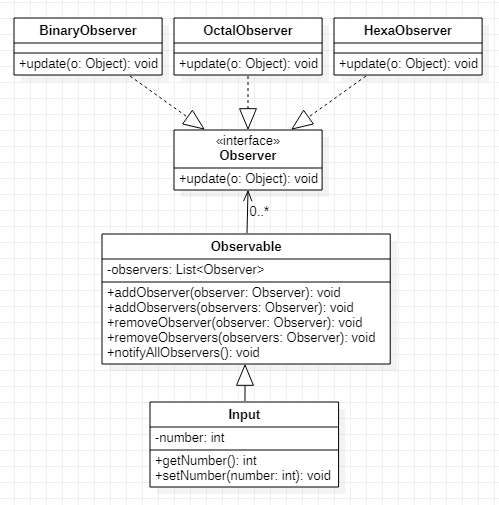 BinaryObserver
+update(o: Object): void
OctalObserver
+update(o: Object): void
HexaObserver
+update(o: Object): void
«interface»
Observer
+update(o: Object): void
0..*
Observable
-observers: List<Observer>
+addObserver(observer: Observer): void
+addObservers(observers: Observer): void
+removeObserver(observer: Observer): void
+removeObservers(observers: Observer): void
+notifyAllObservers(): void
Input
-number: int
+getNumber(): int
+setNumber(number: int): void